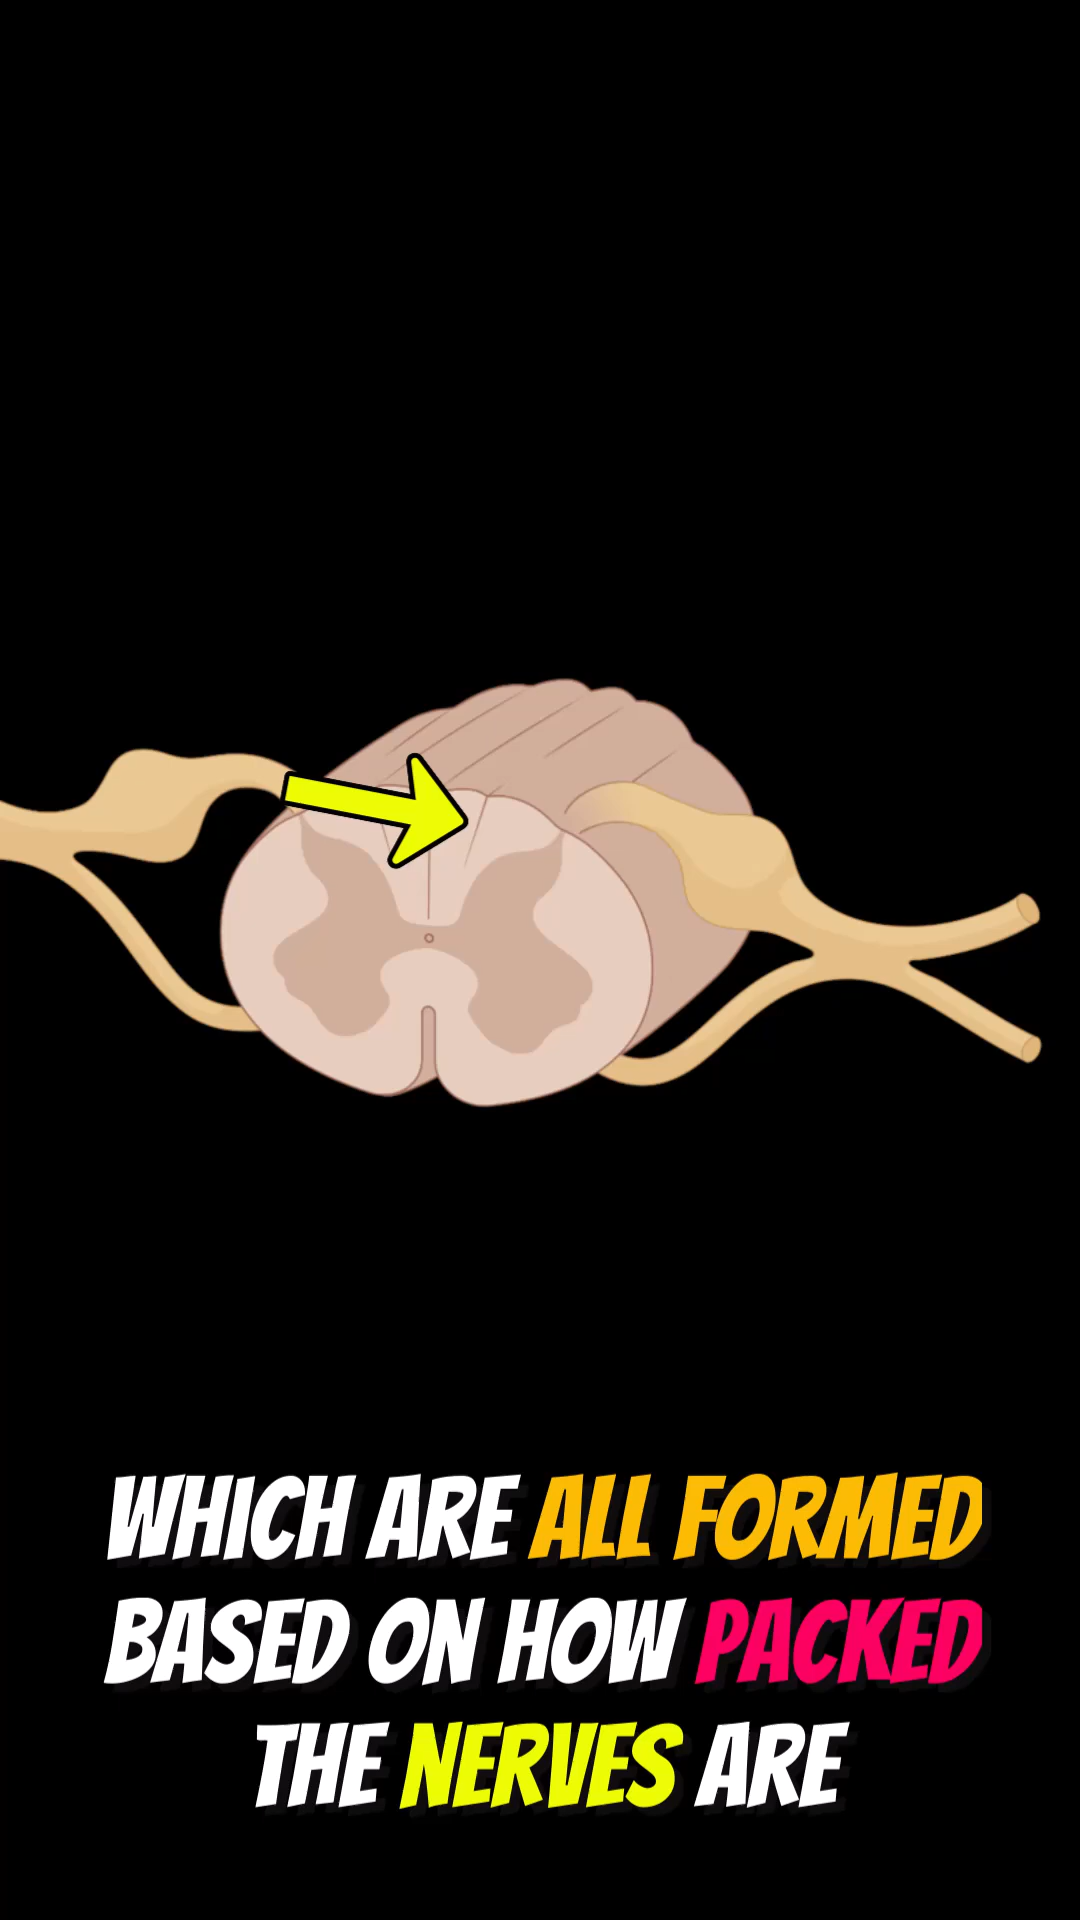 WHICH ARE ALL FORMED
BASED ON HOW PACKED
THE NERVES ARE